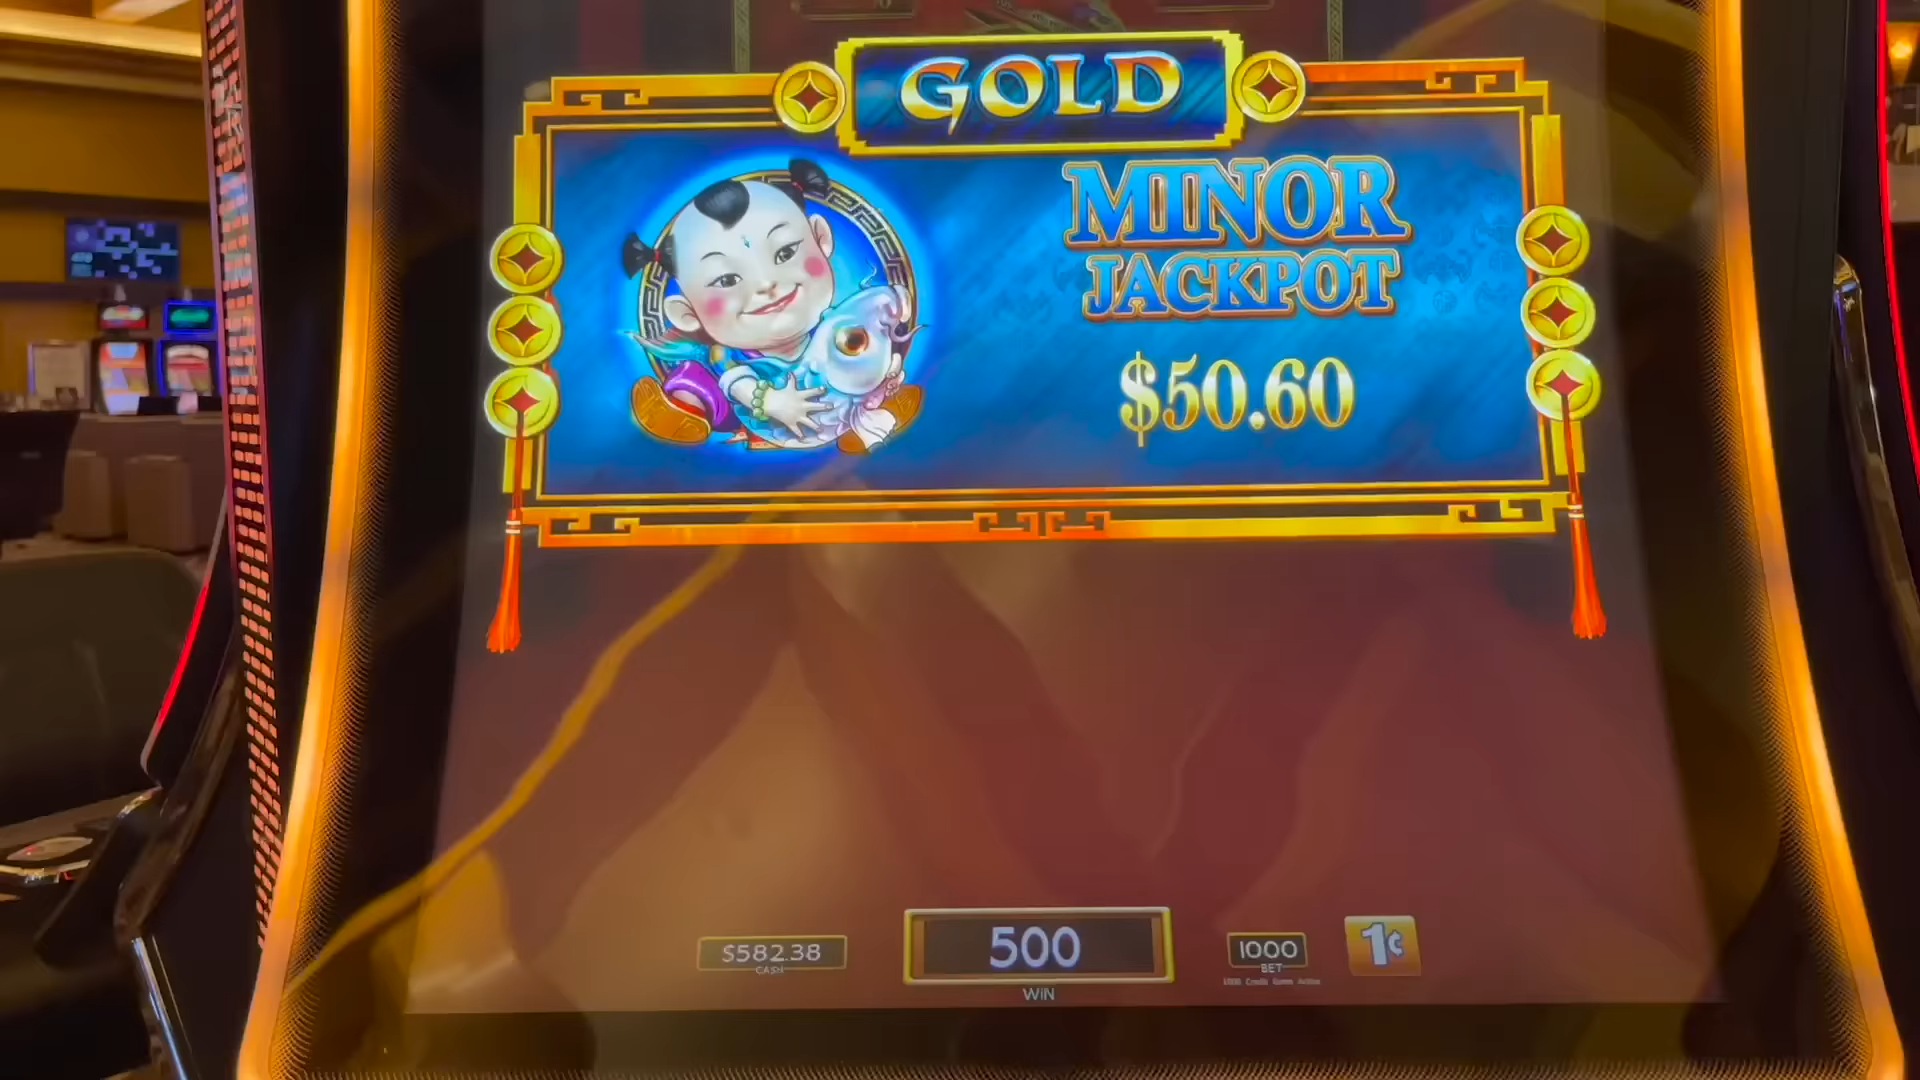 GOLD
MINOR
JACKPOT
$50.60
$582.38
CASH
500
WIN
1000
BET
1¢